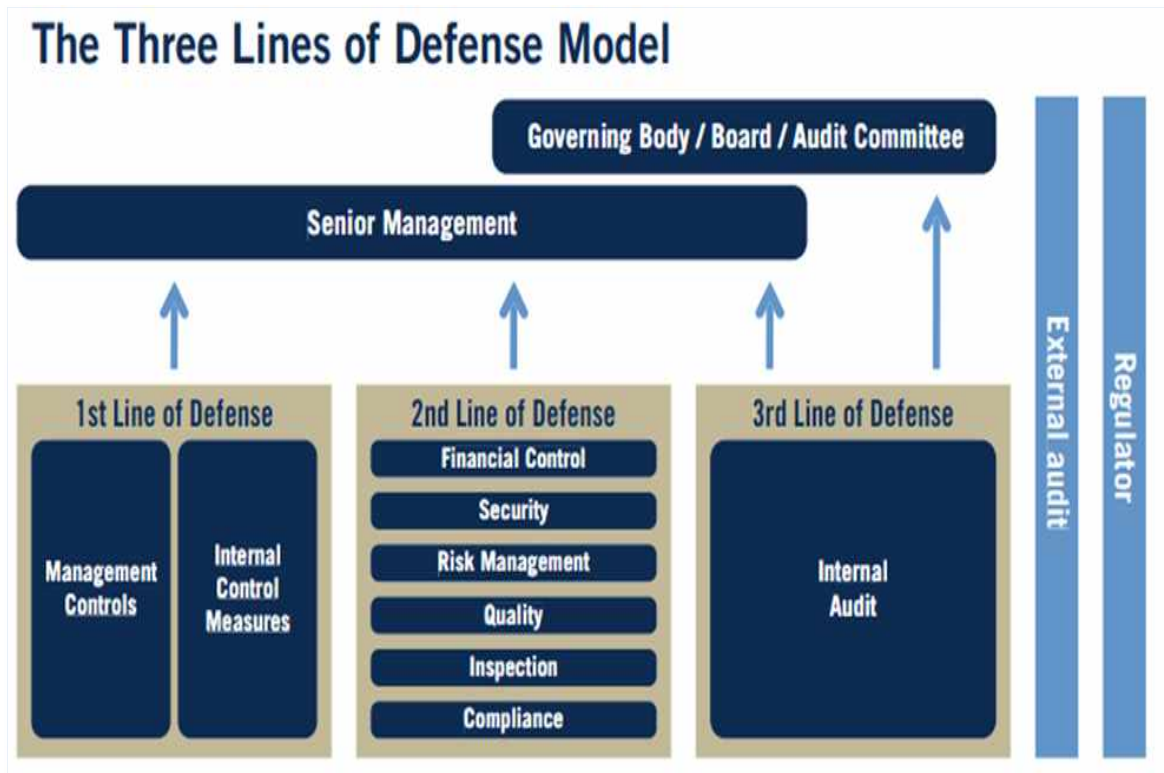 The Three Lines of Defense Model
Governing Body / Board / Audit Committee
Senior Management
1st Line of Defense
Management
Controls
Internal
Control
Measures
2nd Line of Defense
Financial Control
Security
Risk Management
Quality
Inspection
Compliance
3rd Line of Defense
Internal
Audit
External audit
Regulator